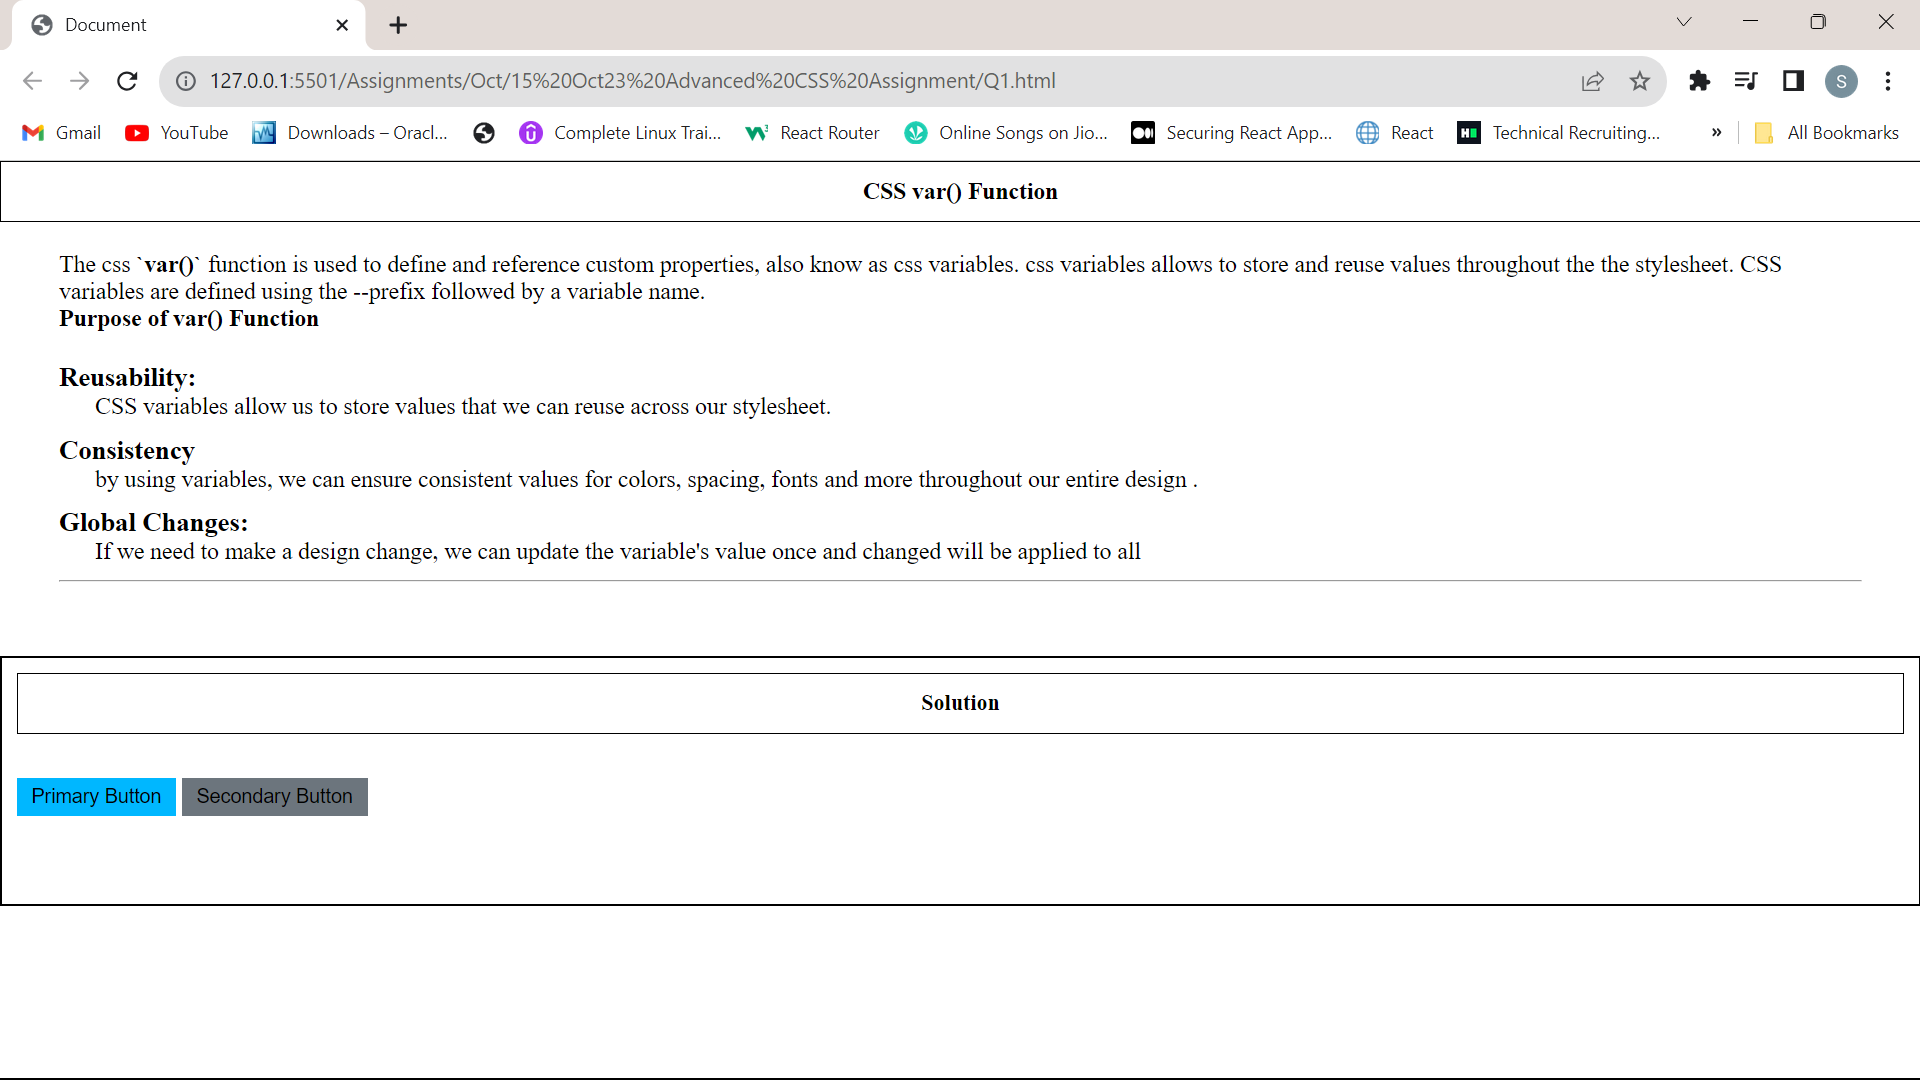 Document
127.0.0.1:5501/Assignments/Oct/15%20Oct23%20Advanced%20CSS%20Assignment/Q1.html
S
Gmail YouTube Downloads – Oracl... Complete Linux Trai... React Router Online Songs on Jio... Securing React App... React Technical Recruiting... » All Bookmarks
CSS var() Function
The css `var()` function is used to define and reference custom properties, also know as css variables. css variables allows to store and reuse values throughout the the stylesheet. CSS
variables are defined using the --prefix followed by a variable name.
Purpose of var() Function
Reusability:
CSS variables allow us to store values that we can reuse across our stylesheet.
Consistency
by using variables, we can ensure consistent values for colors, spacing, fonts and more throughout our entire design .
Global Changes:
If we need to make a design change, we can update the variable's value once and changed will be applied to all
Solution
Primary Button Secondary Button